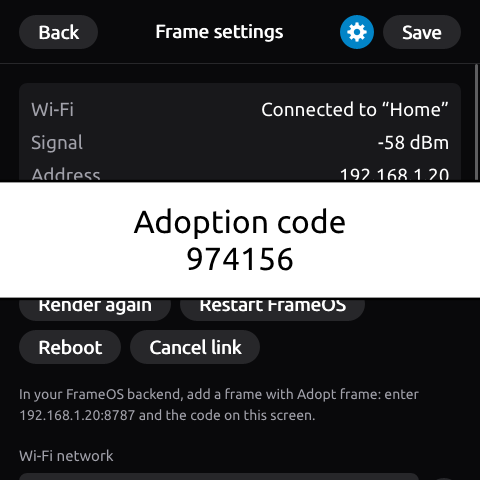 Back
Frame settings
Save
Wi-Fi
Connected to “Home”
Signal
-58 dBm
Address
192.168.1.20
Adoption code
974156
Render again
Restart FrameOS
Reboot
Cancel link
In your FrameOS backend, add a frame with Adopt frame: enter
192.168.1.20:8787 and the code on this screen.
Wi-Fi network